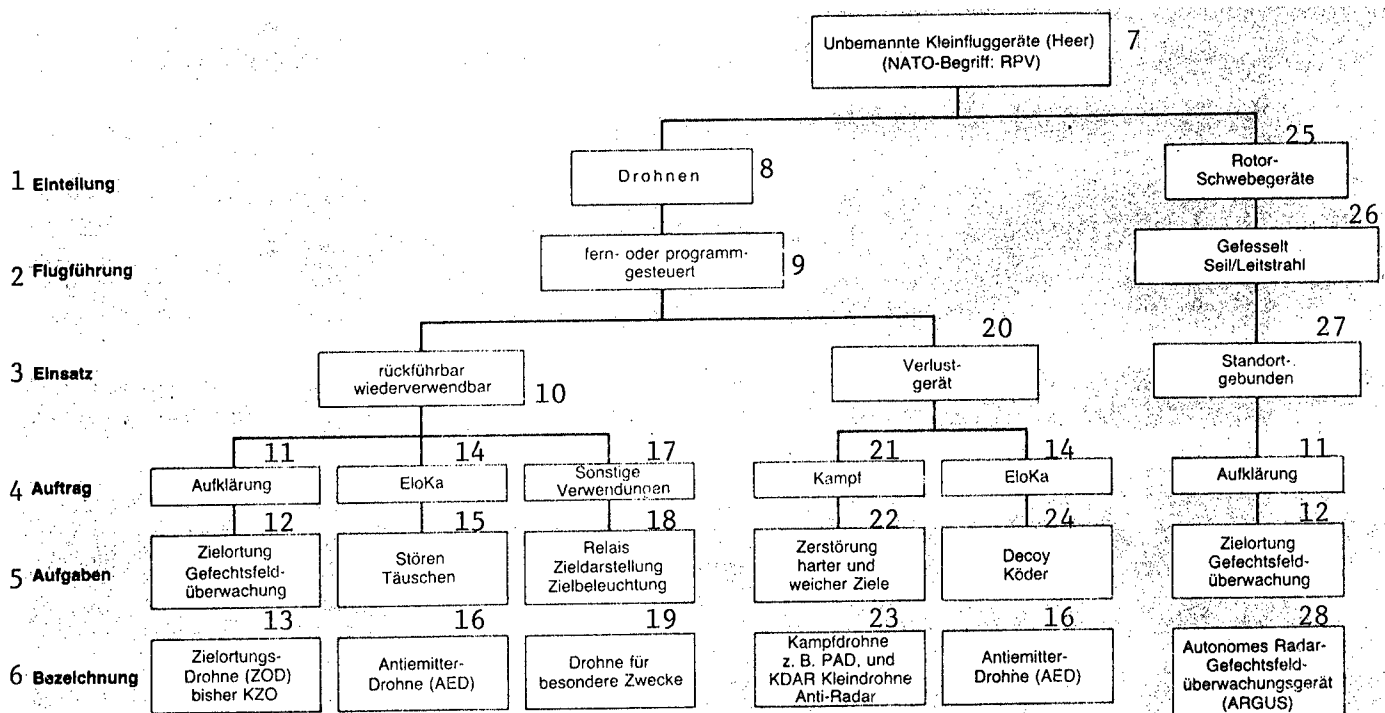 Unbemannte Kleinfluggeräte (Heer)
(NATO-Begriff: RPV)
7
1 Einteilung
Drohnen
8
25
Rotor-
Schwebegeräte
2 Flugführung
fern- oder programm-
gesteuert
9
26
Gefesselt
Seil/Leitstrahl
3 Einsatz
rückführbar
wiederverwendbar
10
20
Verlust-
gerät
27
Standort-
gebunden
4 Auftrag
11
Aufklärung
14
EloKa
17
Sonstige
Verwendungen
21
Kampf
14
EloKa
11
Aufklärung
5 Aufgaben
12
Zielortung
Gefechtsfeld-
überwachung
15
Stören
Täuschen
18
Relais
Zieldarstellung
Zielbeleuchtung
22
Zerstörung
harter und
weicher Ziele
24
Decoy
Köder
12
Zielortung
Gefechtsfeld-
überwachung
6 Bezeichnung
13
Zielortungs-
Drohne (ZOD)
bisher KZO
16
Antiemitter-
Drohne (AED)
19
Drohne für
besondere Zwecke
23
Kampfdrohne
z. B. PAD, und
KDAR Kleindrohne
Anti-Radar
16
Antiemitter-
Drohne (AED)
28
Autonomes Radar-
Gefechtsfeld-
überwachungsgerät
(ARGUS)